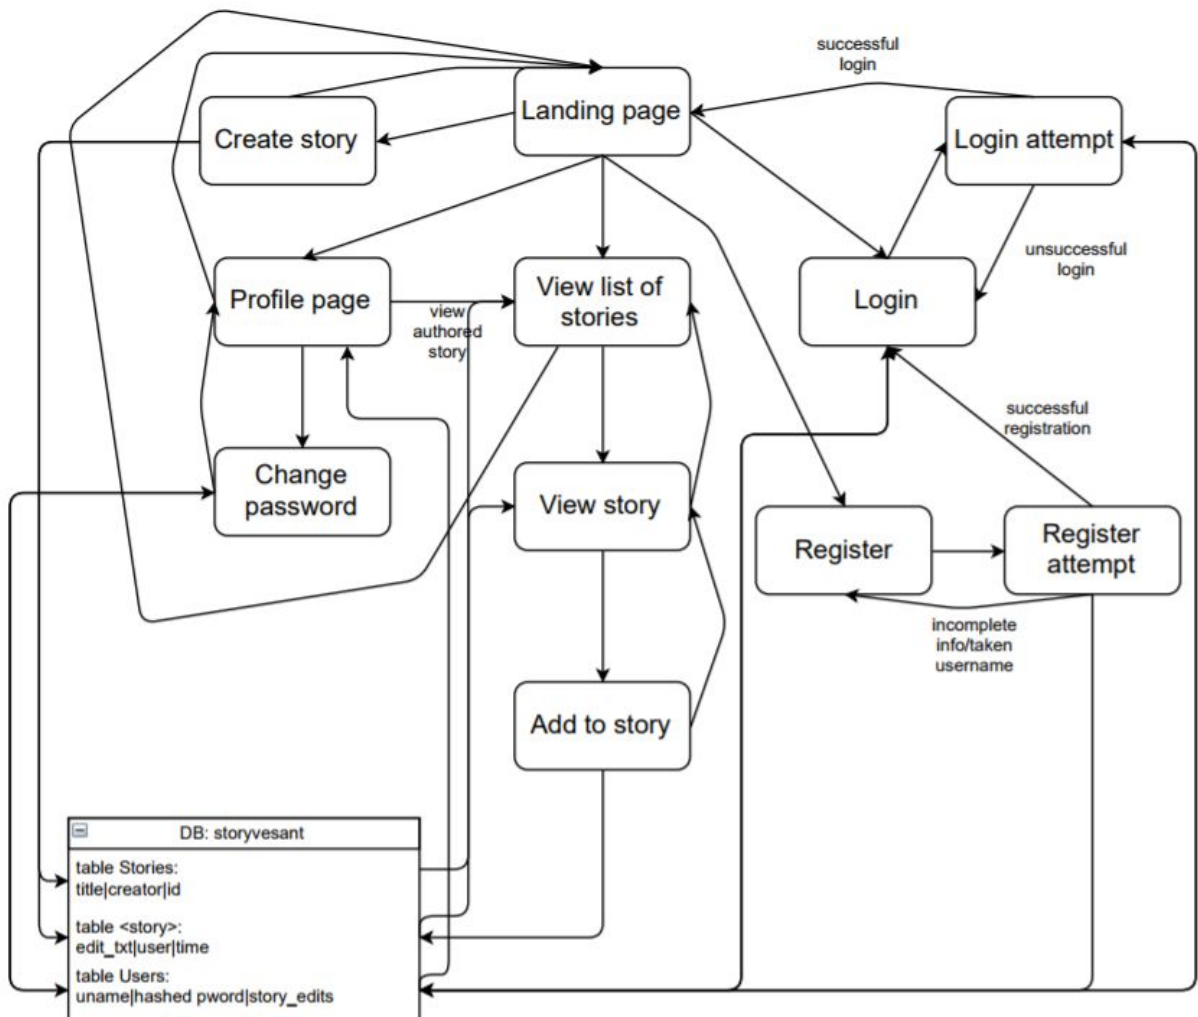 successful
login
Landing page
Create story
Login attempt
unsuccessful
login
Profile page
view
authored
story
View list of
stories
Login
successful
registration
Change
password
View story
Register
Register
attempt
incomplete
info/taken
username
Add to story
DB: storyvesant
table Stories:
title|creator|id
table <story>:
edit_txt|user|time
table Users:
uname|hashed pword|story_edits